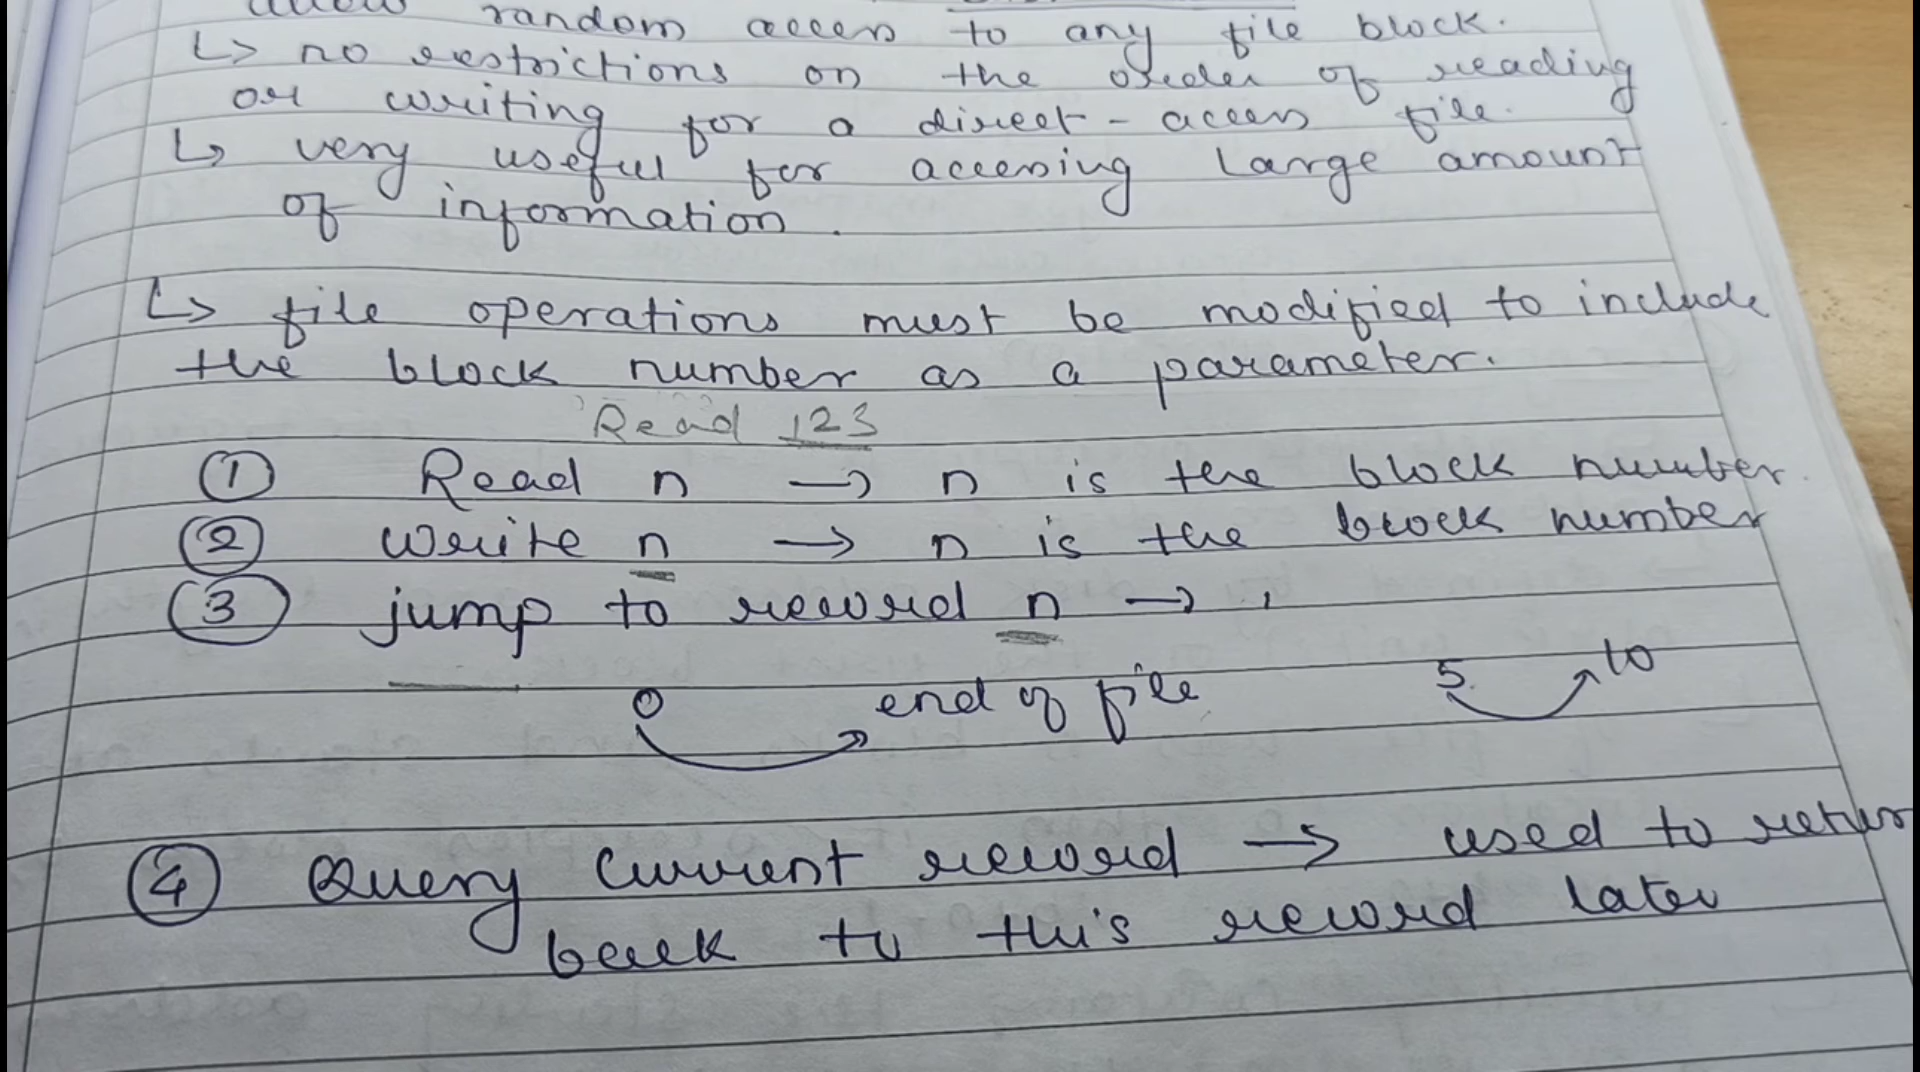 allow random access to any file block.
↳ no restrictions on the order of reading
or writing for a direct - access file.
↳ very useful for accessing large amount
of information.
↳ file operations must be modified to include
the block number as a parameter.
Read 123
① Read n → n is the block number.
② write n → n is the block number
③ jump to record n →
0 end of file 5 10
④ Query current record → used to return
back to this record later